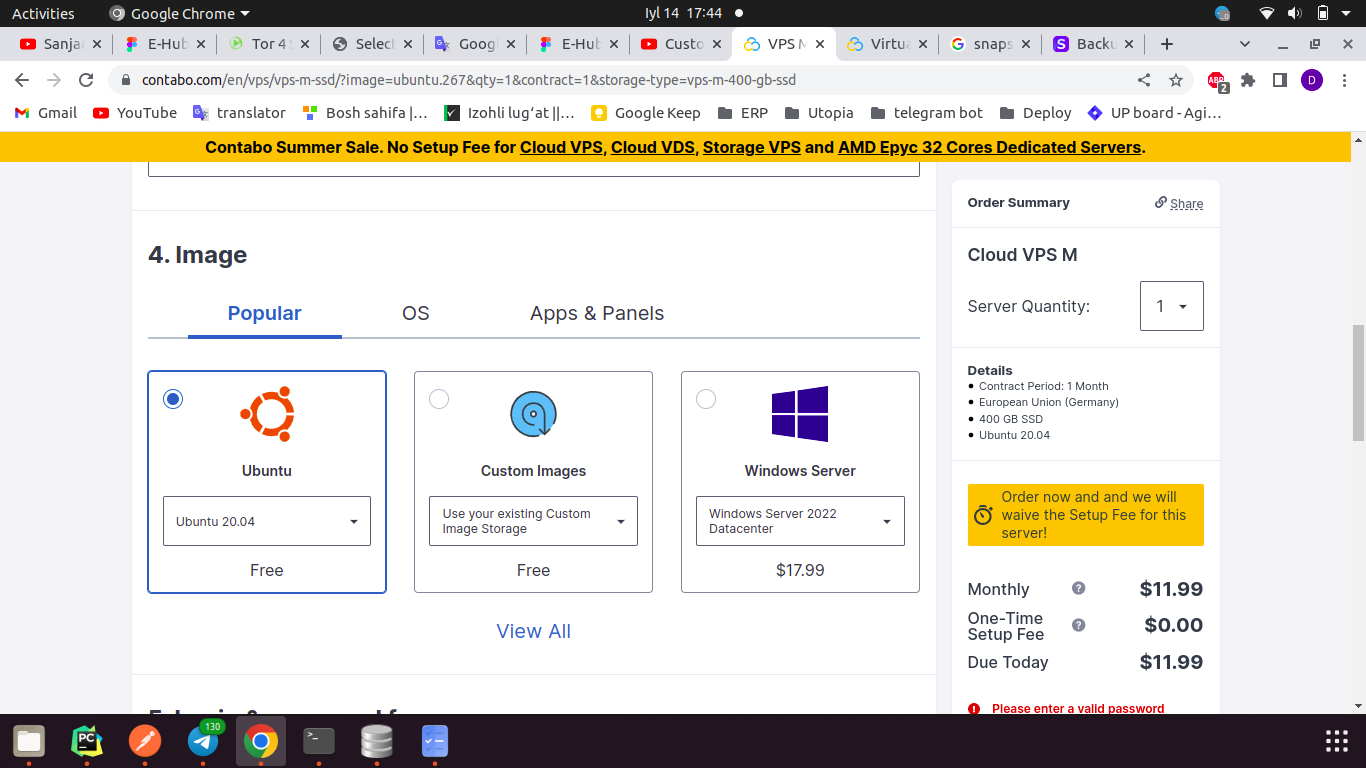 Activities
Google Chrome
Iyl 14 17:44
Sanja
E-Hub
Tor 4
Select
Googl
E-Hub
Custo
VPS M
Virtua
snaps
Backu
contabo.com/en/vps/vps-m-ssd/?image=ubuntu.267&qty=1&contract=1&storage-type=vps-m-400-gb-ssd
ABP
2
D
Gmail
YouTube
translator
Bosh sahifa |...
Izohli lugʻat ||...
Google Keep
ERP
Utopia
telegram bot
Deploy
UP board - Agi...
Contabo Summer Sale. No Setup Fee for Cloud VPS, Cloud VDS, Storage VPS and AMD Epyc 32 Cores Dedicated Servers.
4. Image
Popular
OS
Apps & Panels
Ubuntu
Ubuntu 20.04
Free
Custom Images
Use your existing Custom
Image Storage
Free
Windows Server
Windows Server 2022
Datacenter
$17.99
View All
Order Summary
Share
Cloud VPS M
Server Quantity:
1
Details
Contract Period: 1 Month
European Union (Germany)
400 GB SSD
Ubuntu 20.04
Order now and and we will
waive the Setup Fee for this
server!
Monthly
$11.99
One-Time
Setup Fee
$0.00
Due Today
$11.99
Please enter a valid password
PC
130